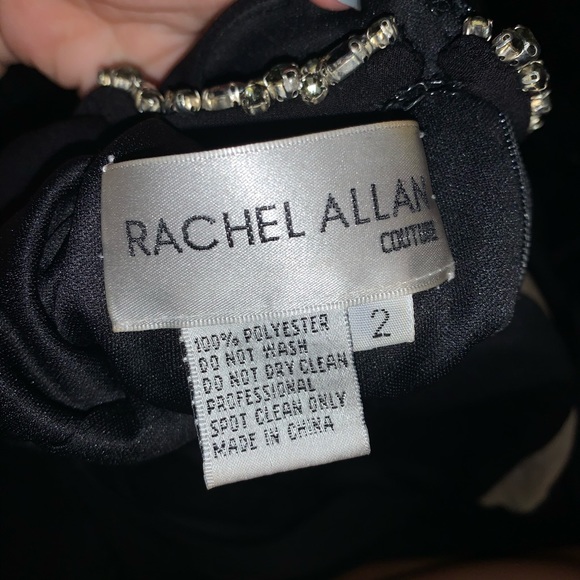 RACHEL ALLAN
COUTURE
2
100% POLYESTER
DO NOT WASH
DO NOT DRY CLEAN
PROFESSIONAL
SPOT CLEAN ONLY
MADE IN CHINA